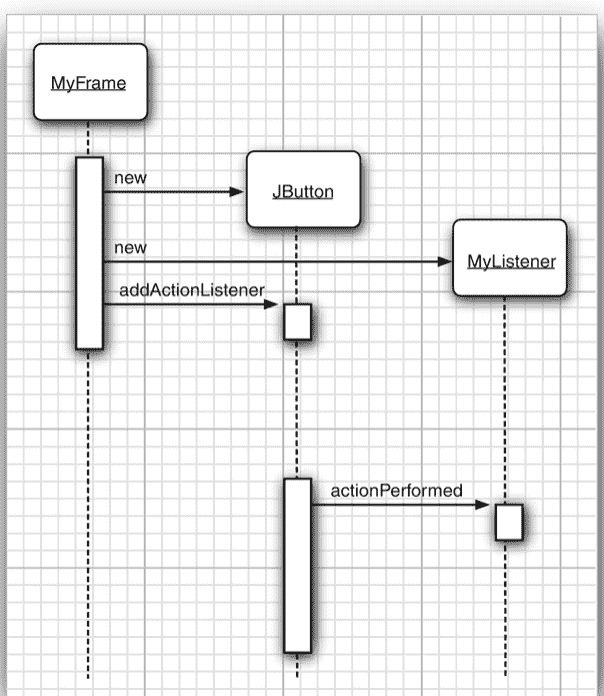 MyFrame
new
JButton
new
MyListener
addActionListener
actionPerformed